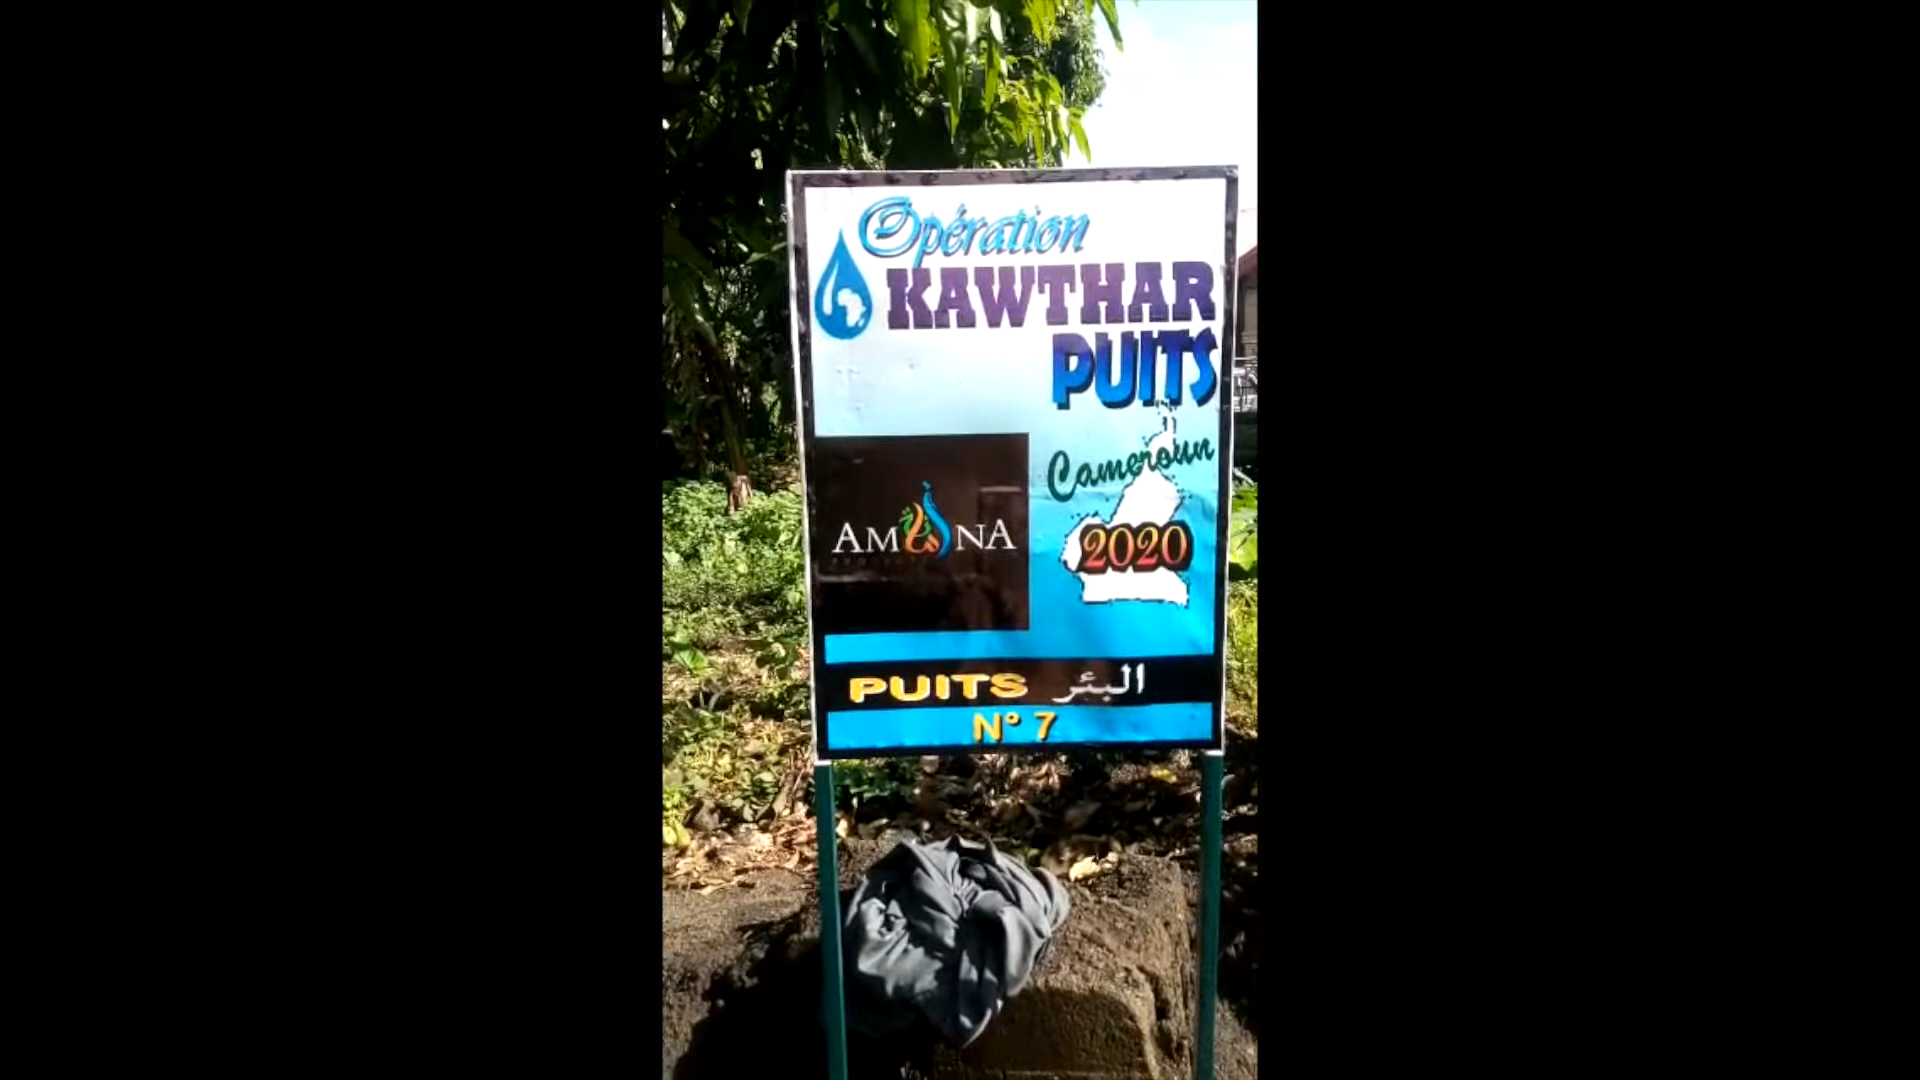 Opération
KAWTHAR
PUITS
Cameroun
2020
AMANA
PUITS البئر
N° 7